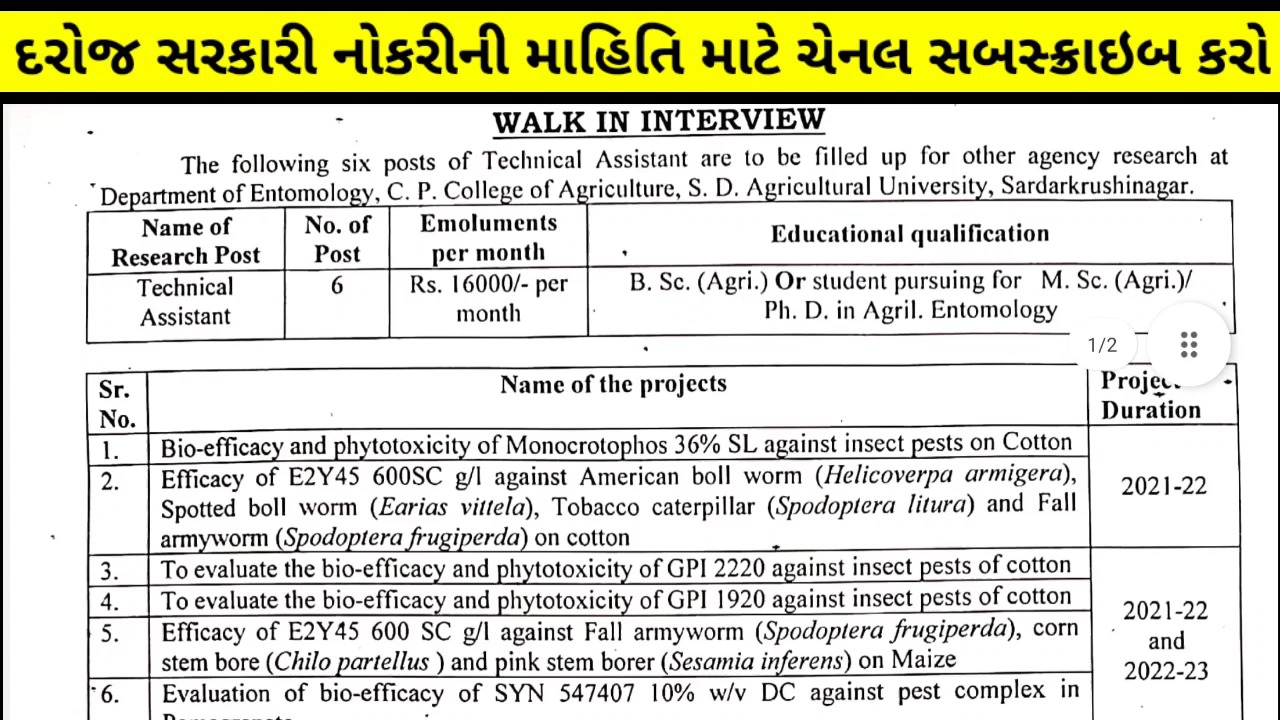 દરોજ સરકારી નોકરીની માહિતિ માટે ચેનલ સબસ્ક્રાઇબ કરો
WALK IN INTERVIEW
The following six posts of Technical Assistant are to be filled up for other agency research at
Department of Entomology, C. P. College of Agriculture, S. D. Agricultural University, Sardarkrushinagar.
Name of
Research Post
No. of
Post
Emoluments
per month
Educational qualification
Technical
Assistant
6
Rs. 16000/- per
month
B. Sc. (Agri.) Or student pursuing for M. Sc. (Agri.)/
Ph. D. in Agril. Entomology
1/2
Sr.
No.
Name of the projects
Project
Duration
1.
Bio-efficacy and phytotoxicity of Monocrotophos 36% SL against insect pests on Cotton
2.
Efficacy of E2Y45 600SC g/l against American boll worm (Helicoverpa armigera),
Spotted boll worm (Earias vittela), Tobacco caterpillar (Spodoptera litura) and Fall
armyworm (Spodoptera frugiperda) on cotton
2021-22
3.
To evaluate the bio-efficacy and phytotoxicity of GPI 2220 against insect pests of cotton
4.
To evaluate the bio-efficacy and phytotoxicity of GPI 1920 against insect pests of cotton
5.
Efficacy of E2Y45 600 SC g/l against Fall armyworm (Spodoptera frugiperda), corn
stem bore (Chilo partellus ) and pink stem borer (Sesamia inferens) on Maize
6.
Evaluation of bio-efficacy of SYN 547407 10% w/v DC against pest complex in
2021-22
and
2022-23